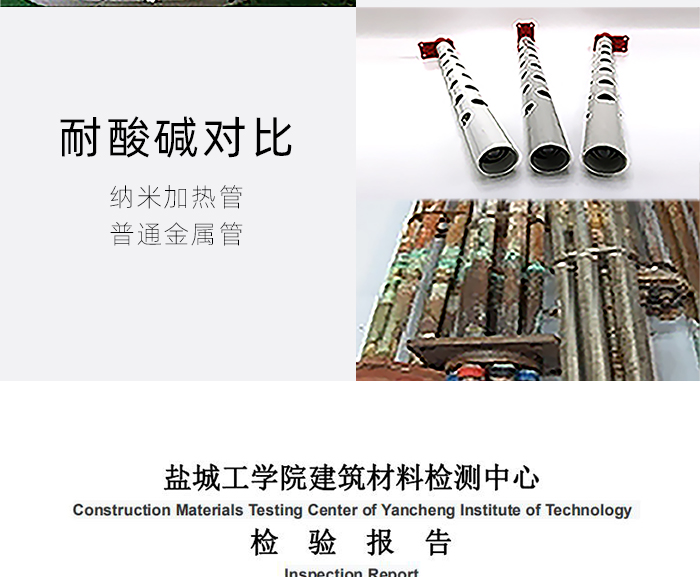 耐酸碱对比
纳米加热管
普通金属管
盐城工学院建筑材料检测中心
Construction Materials Testing Center of Yancheng Institute of Technology
检 验 报 告
Inspection Report